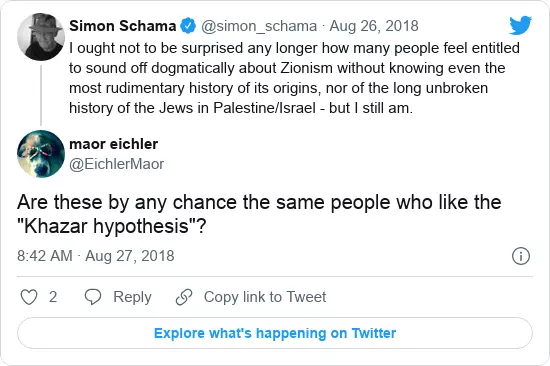 Simon Schama @simon_schama · Aug 26, 2018
I ought not to be surprised any longer how many people feel entitled
to sound off dogmatically about Zionism without knowing even the
most rudimentary history of its origins, nor of the long unbroken
history of the Jews in Palestine/Israel - but I still am.
maor eichler
@EichlerMaor
Are these by any chance the same people who like the
"Khazar hypothesis"?
8:42 AM · Aug 27, 2018
2 Reply Copy link to Tweet
Explore what's happening on Twitter